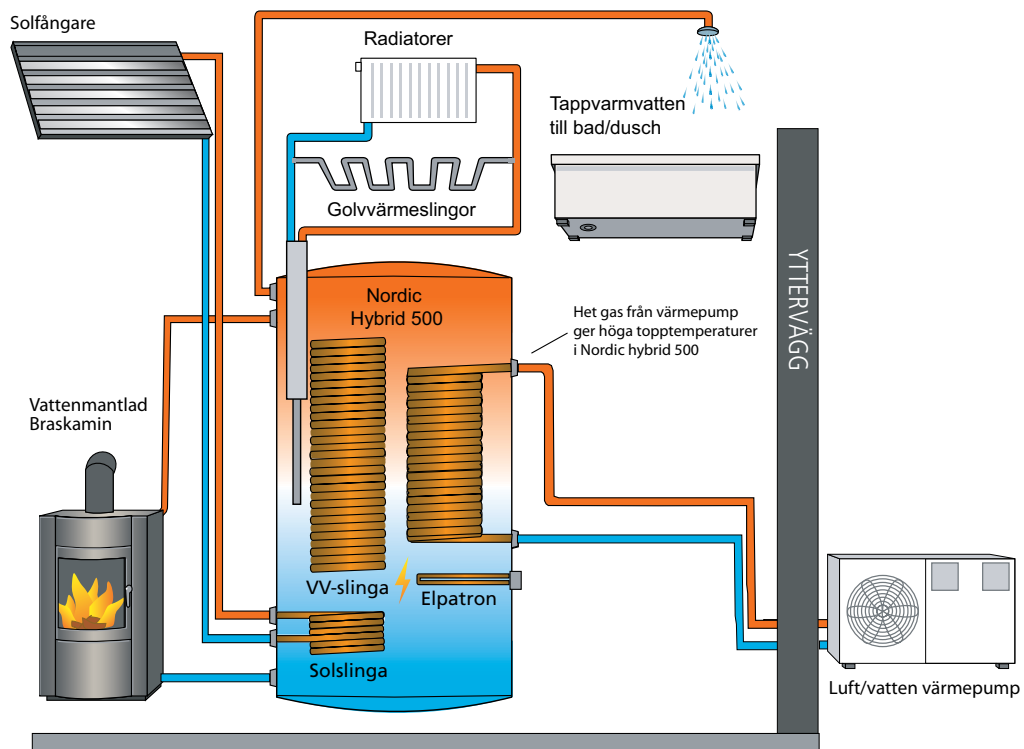 Solfångare
Radiatorer
Tappvarmvatten
till bad/dusch
Golvvärmeslingor
YTTERVÄGG
Nordic
Hybrid 500
Het gas från värmepump
ger höga topptemperaturer
i Nordic hybrid 500
Vattenmantlad
Braskamin
VV-slinga
Elpatron
Solslinga
Luft/vatten värmepump